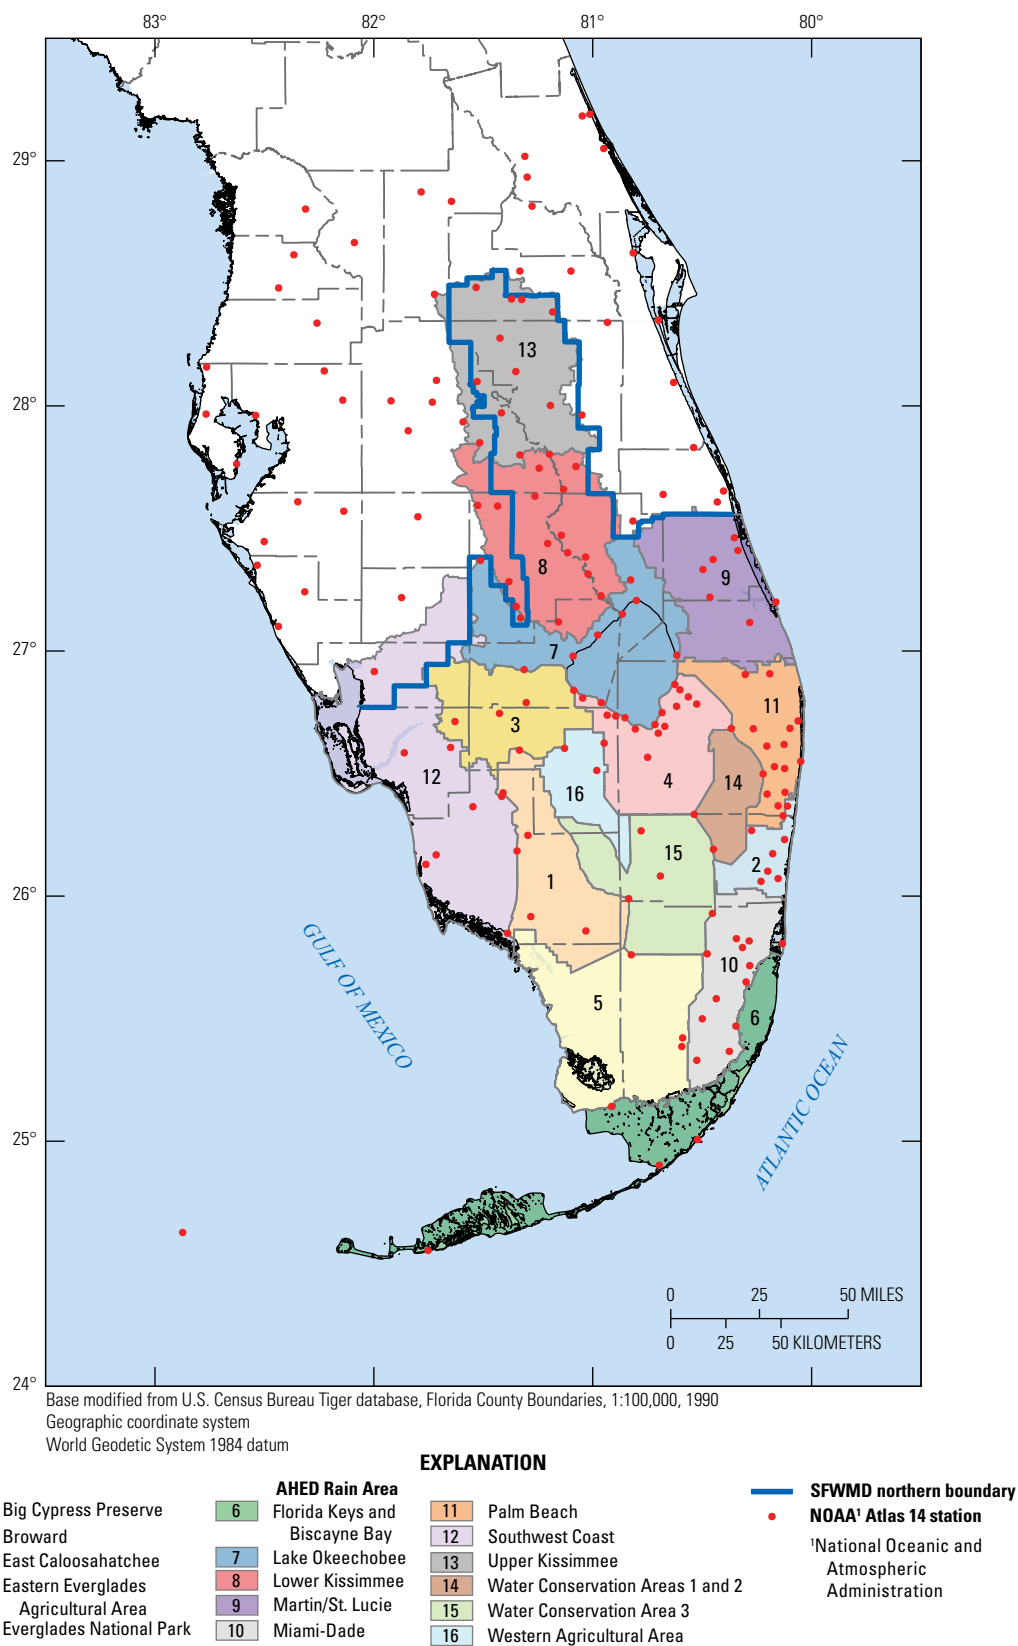 83° 82° 81° 80°
29°
28°
27°
26°
25°
24°
13
8
9
7
11
3
12
4
14
16
15
2
1
10
5
6
GULF OF MEXICO
ATLANTIC OCEAN
0 25 50 MILES
0 25 50 KILOMETERS
Base modified from U.S. Census Bureau Tiger database, Florida County Boundaries, 1:100,000, 1990
Geographic coordinate system
World Geodetic System 1984 datum
EXPLANATION
AHED Rain Area
Big Cypress Preserve
Broward
East Caloosahatchee
Eastern Everglades
Agricultural Area
Everglades National Park
6 Florida Keys and
Biscayne Bay
7 Lake Okeechobee
8 Lower Kissimmee
9 Martin/St. Lucie
10 Miami-Dade
11 Palm Beach
12 Southwest Coast
13 Upper Kissimmee
14 Water Conservation Areas 1 and 2
15 Water Conservation Area 3
16 Western Agricultural Area
SFWMD northern boundary
NOAA¹ Atlas 14 station
¹National Oceanic and
Atmospheric
Administration